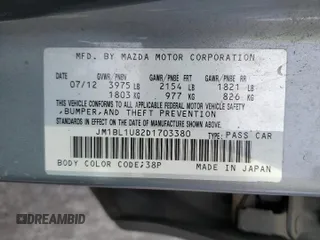 MFD. BY MAZDA MOTOR CORPORATION
GVWR/PNBV GAWR/PNBE FRT GAWR/PNBE RR
07/12 3975 LB 2154 LB 1821 LB
1803 KG 977 KG 826 KG
THIS VEHICLE CONFORMS TO ALL
APPLICABLE FEDERAL MOTOR VEHICLE SAFETY,
BUMPER, AND THEFT PREVENTION
STANDARDS IN EFFECT ON THE DATE OF
MANUFACTURE SHOWN ABOVE.
JM1BL1U82D1703380 TYPE; PASS CAR
BODY COLOR CODE;38P MADE IN JAPAN